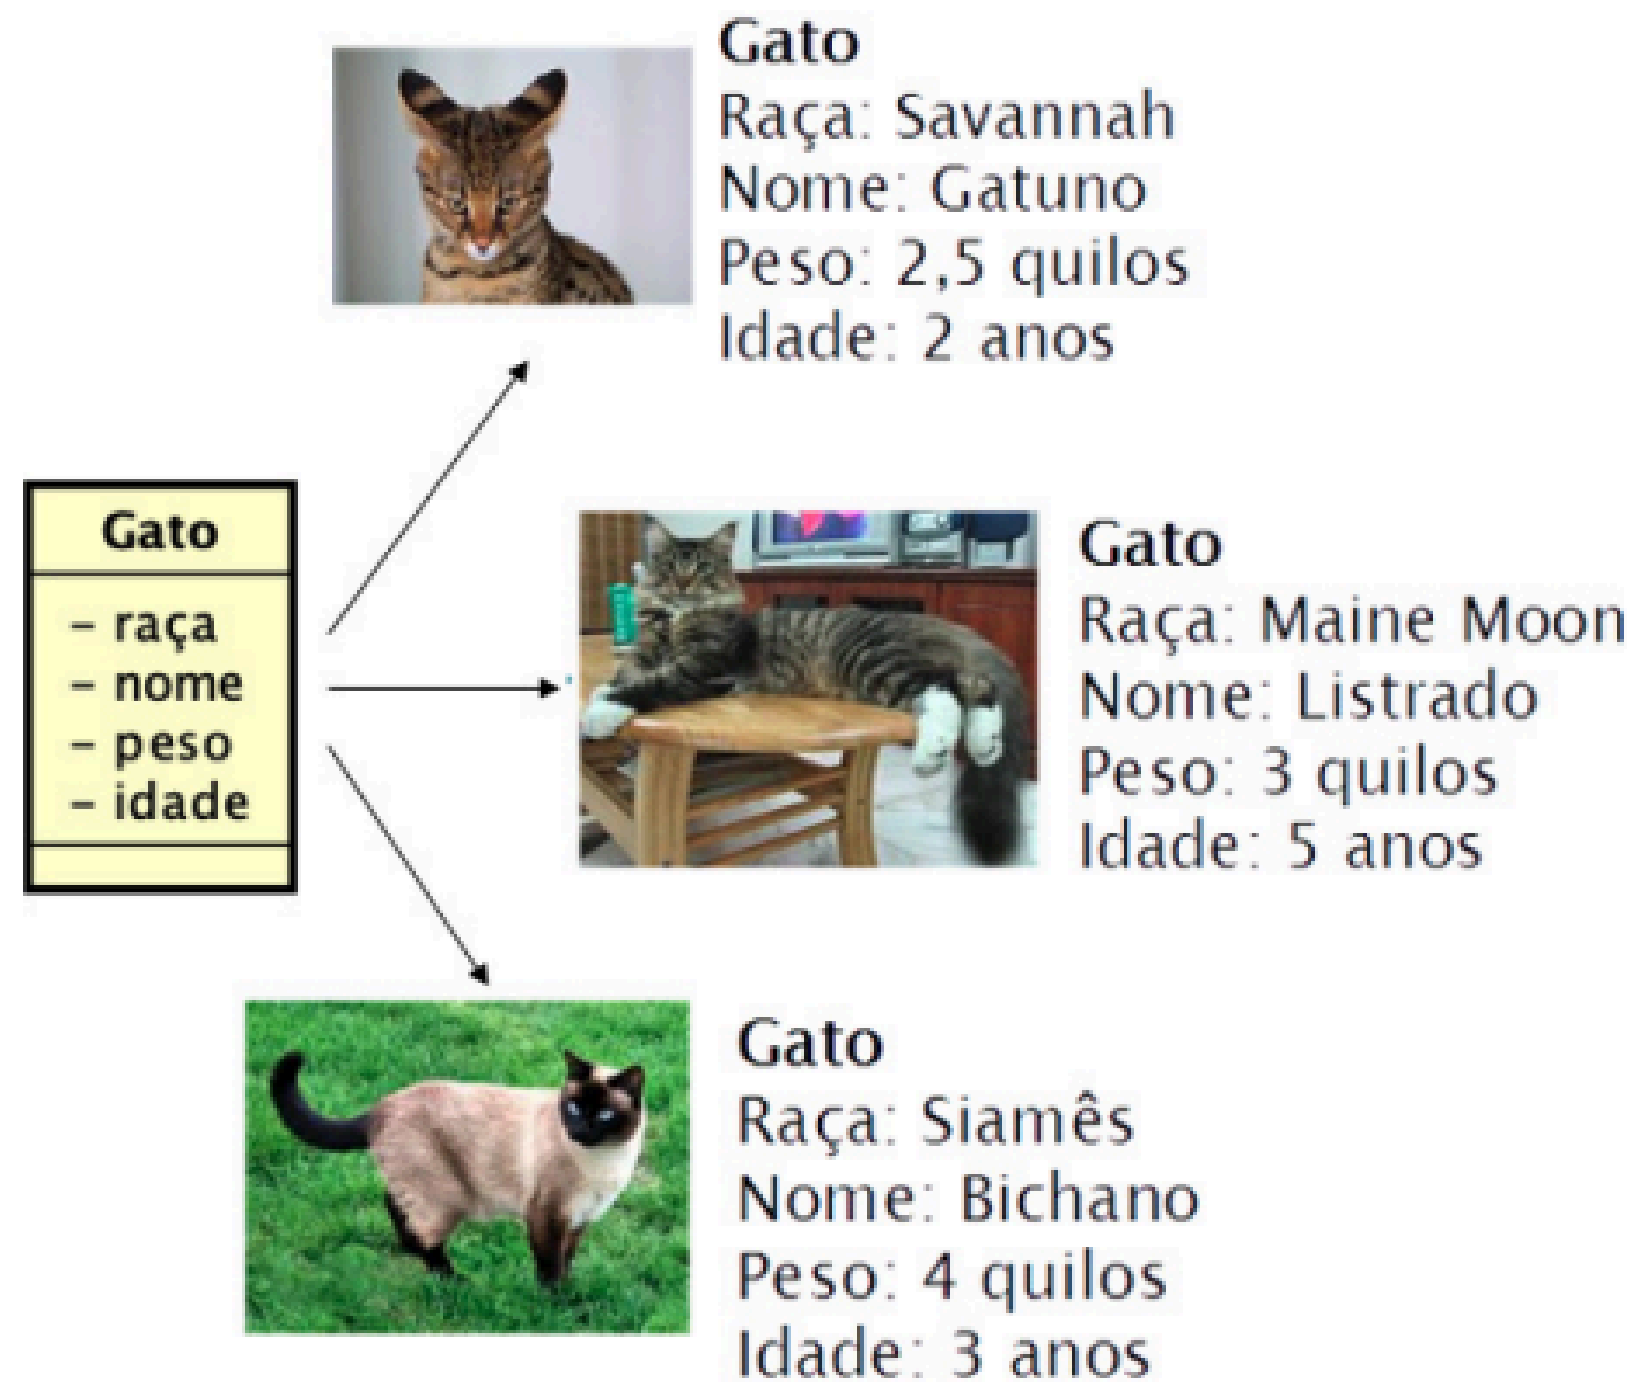 Gato
Raça: Savannah
Nome: Gatuno
Peso: 2,5 quilos
Idade: 2 anos
Gato
– raça
– nome
– peso
– idade
Gato
Raça: Maine Moon
Nome: Listrado
Peso: 3 quilos
Idade: 5 anos
Gato
Raça: Siamês
Nome: Bichano
Peso: 4 quilos
Idade: 3 anos